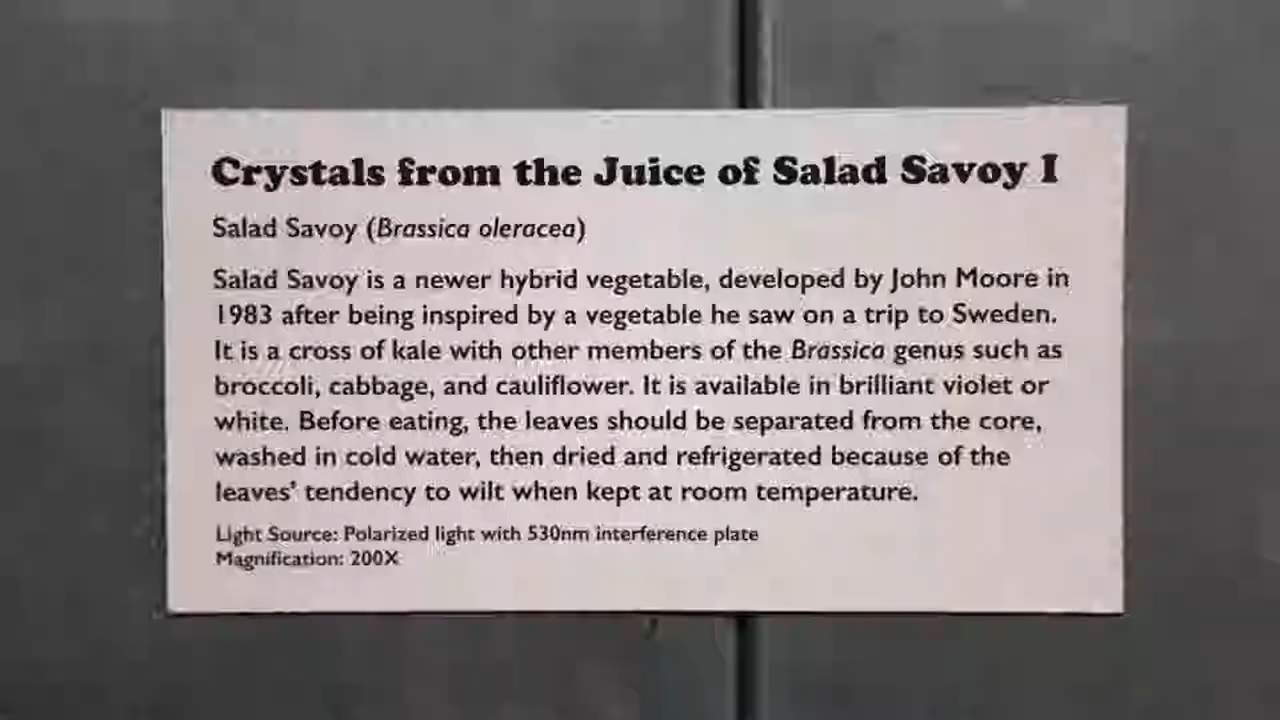 Crystals from the Juice of Salad Savoy I
Salad Savoy (Brassica oleracea)
Salad Savoy is a newer hybrid vegetable, developed by John Moore in
1983 after being inspired by a vegetable he saw on a trip to Sweden.
It is a cross of kale with other members of the Brassica genus such as
broccoli, cabbage, and cauliflower. It is available in brilliant violet or
white. Before eating, the leaves should be separated from the core,
washed in cold water, then dried and refrigerated because of the
leaves’ tendency to wilt when kept at room temperature.
Light Source: Polarized light with 530nm interference plate
Magnification: 200X